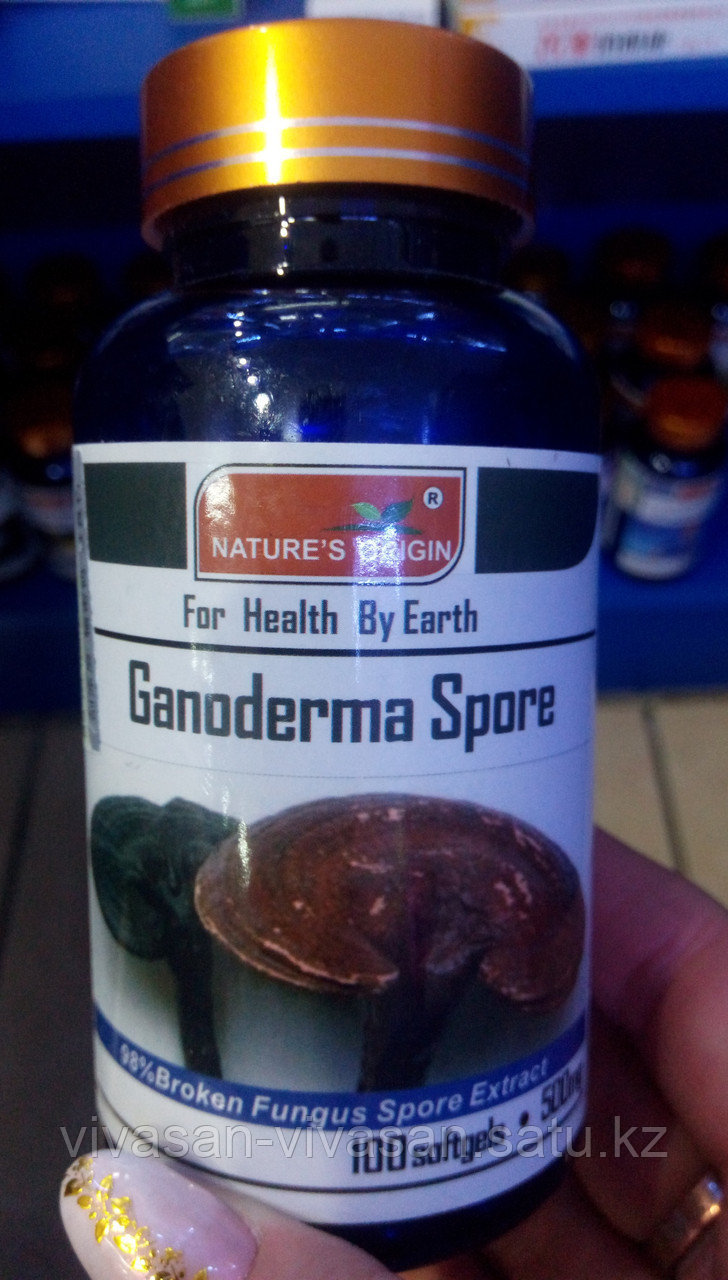 NATURE'S ORIGIN ®
For Health By Earth
Ganoderma Spore
98%Broken Fungus Spore Extract
100 softgels • 500mg
vivasan-vivasan.satu.kz